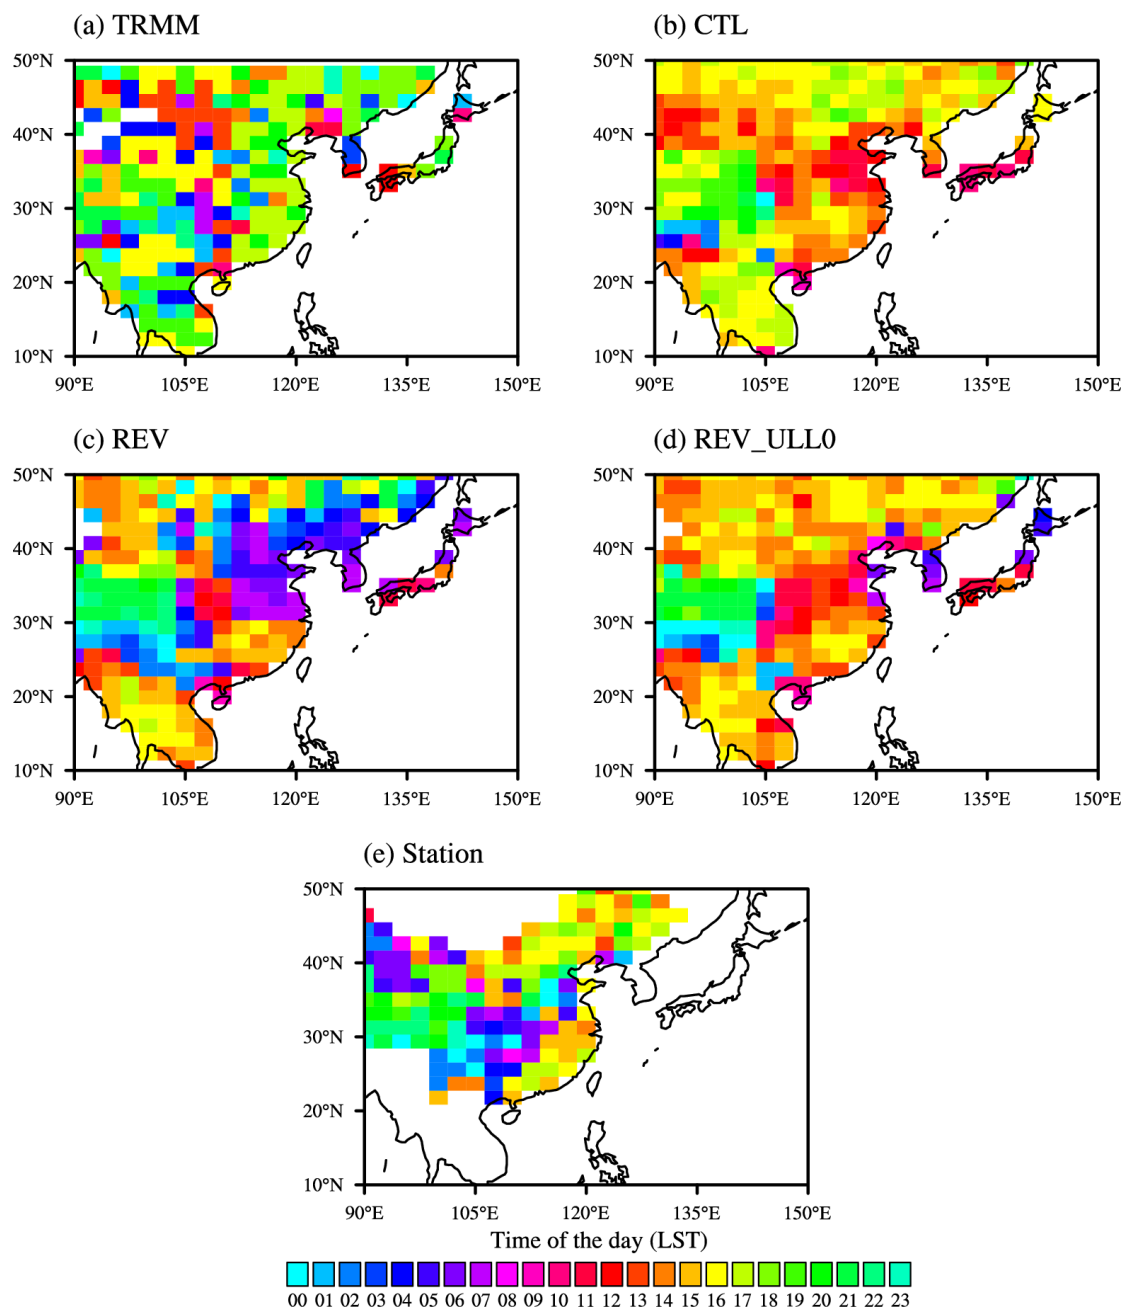 (a) TRMM
(b) CTL
50°N
40°N
30°N
20°N
10°N
90°E 105°E 120°E 135°E 150°E
50°N
40°N
30°N
20°N
10°N
90°E 105°E 120°E 135°E 150°E
(c) REV
(d) REV_ULL0
50°N
40°N
30°N
20°N
10°N
90°E 105°E 120°E 135°E 150°E
50°N
40°N
30°N
20°N
10°N
90°E 105°E 120°E 135°E 150°E
(e) Station
50°N
40°N
30°N
20°N
10°N
90°E 105°E 120°E 135°E 150°E
Time of the day (LST)
00 01 02 03 04 05 06 07 08 09 10 11 12 13 14 15 16 17 18 19 20 21 22 23